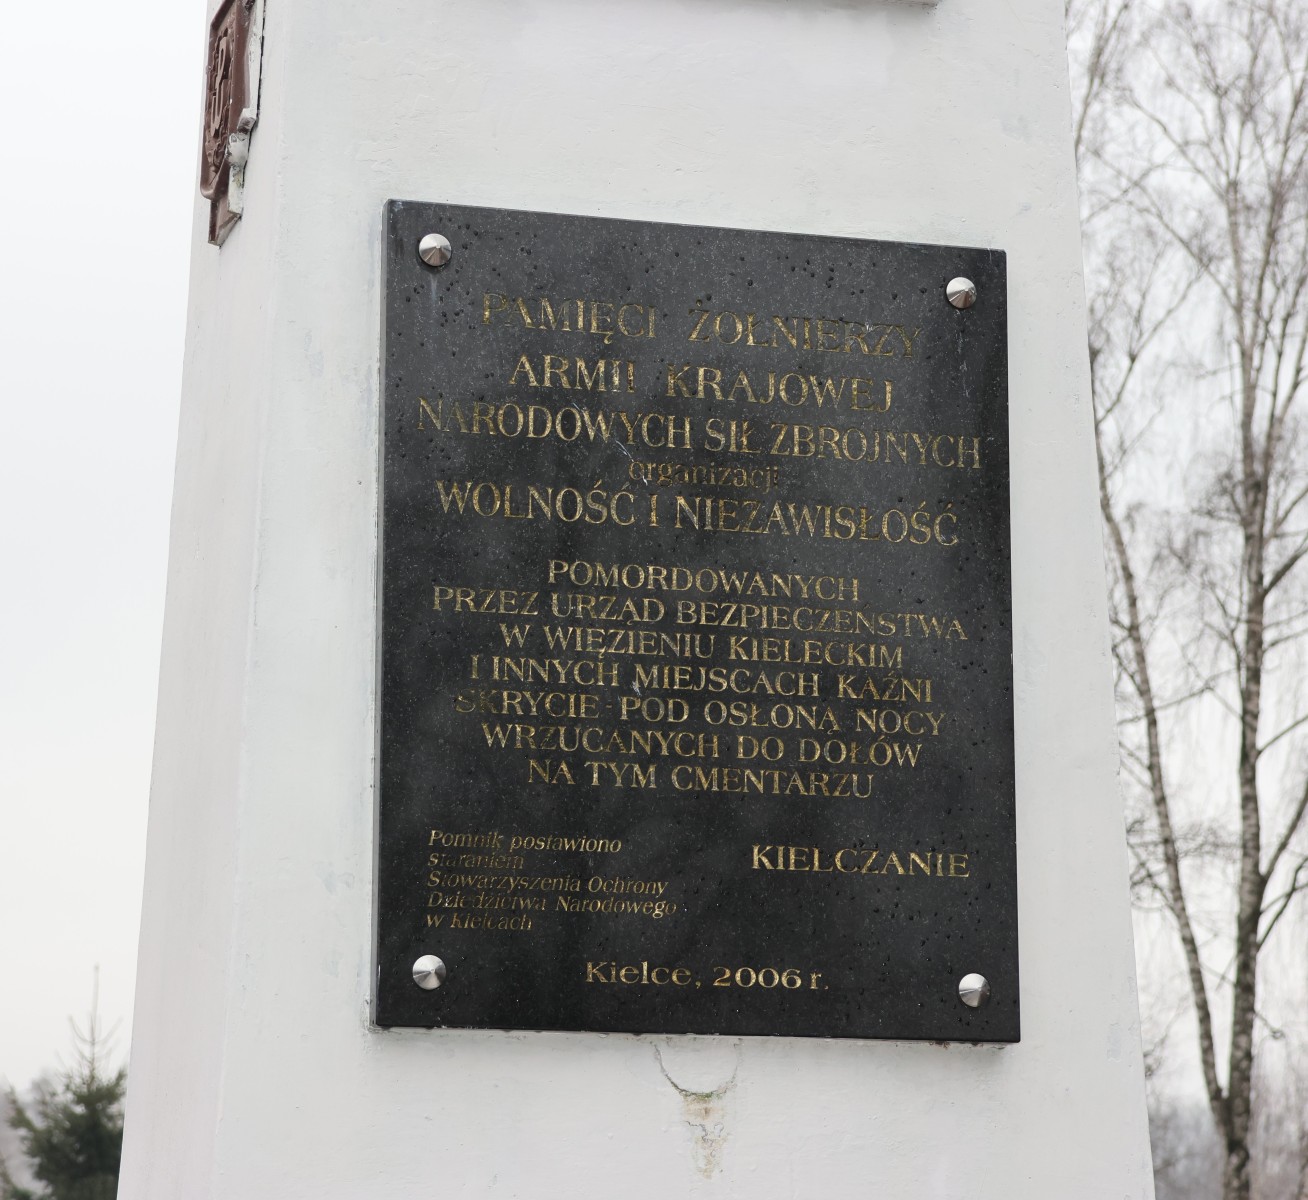 PAMIĘCI ŻOŁNIERZY
ARMII KRAJOWEJ
NARODOWYCH SIŁ ZBROJNYCH
organizacji
WOLNOŚĆ I NIEZAWISŁOŚĆ
POMORDOWANYCH
PRZEZ URZĄD BEZPIECZEŃSTWA
W WIĘZIENIU KIELECKIM
I INNYCH MIEJSCACH KAŹNI
SKRYCIE POD OSŁONĄ NOCY
WRZUCANYCH DO DOŁÓW
NA TYM CMENTARZU
KIELCZANIE
Pomnik postawiono
staraniem
Stowarzyszenia Ochrony
Dziedzictwa Narodowego
w Kielcach
Kielce, 2006 r.